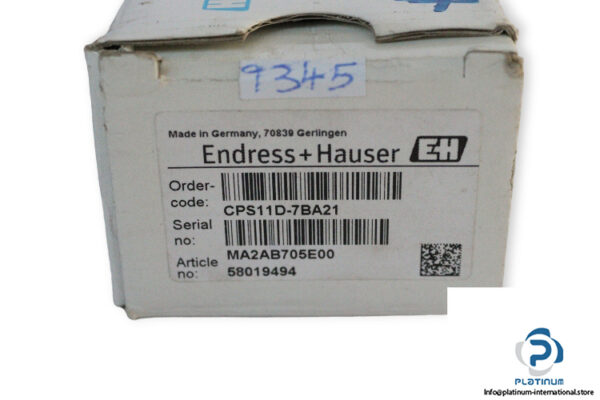 9345
Made in Germany, 70839 Gerlingen
Endress+Hauser EH
Order-
code: CPS11D-7BA21
Serial
no: MA2AB705E00
Article
no: 58019494
PLATINUM
Info@platinum-international.store